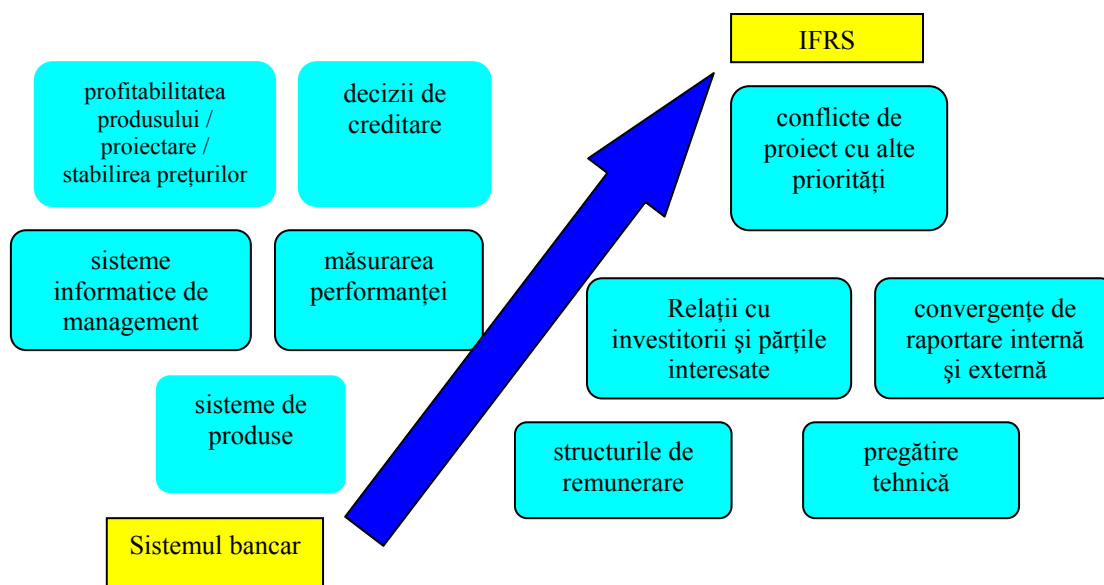 IFRS
profitabilitatea
produsului /
proiectare /
stabilirea prețurilor
decizii de
creditare
conflicte de
proiect cu alte
priorități
sisteme
informatice de
management
măsurarea
performanței
Relații cu
investitorii şi părțile
interesate
convergențe de
raportare internă
şi externă
sisteme de
produse
structurile de
remunerare
pregătire
tehnică
Sistemul bancar